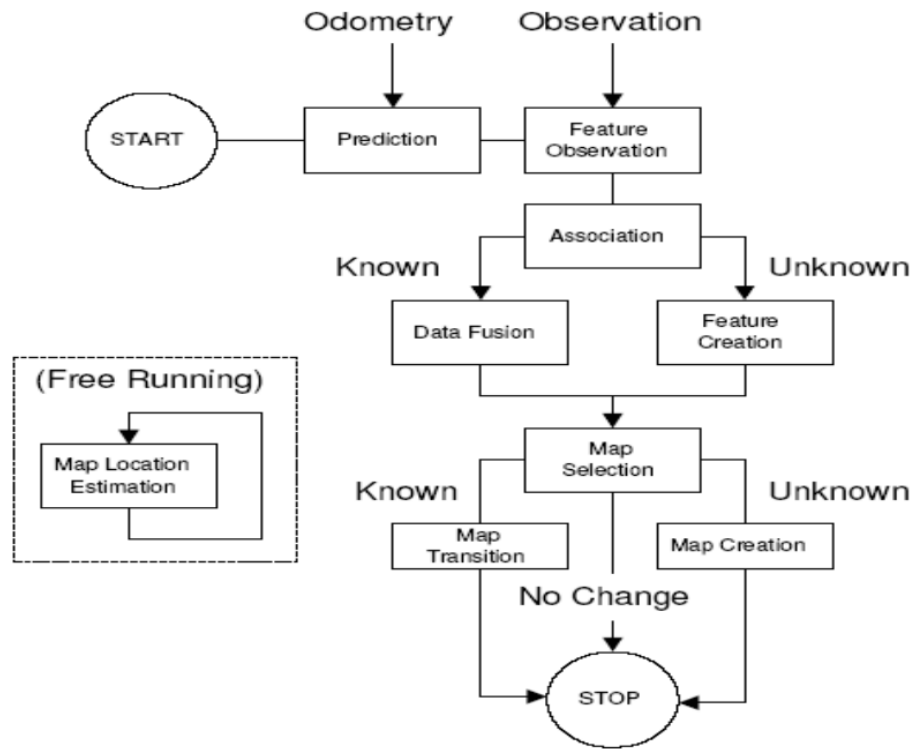 Odometry
Observation
START
Prediction
Feature
Observation
Association
Known
Unknown
Data Fusion
Feature
Creation
(Free Running)
Map Location
Estimation
Map
Selection
Known
Unknown
Map
Transition
Map Creation
No Change
STOP